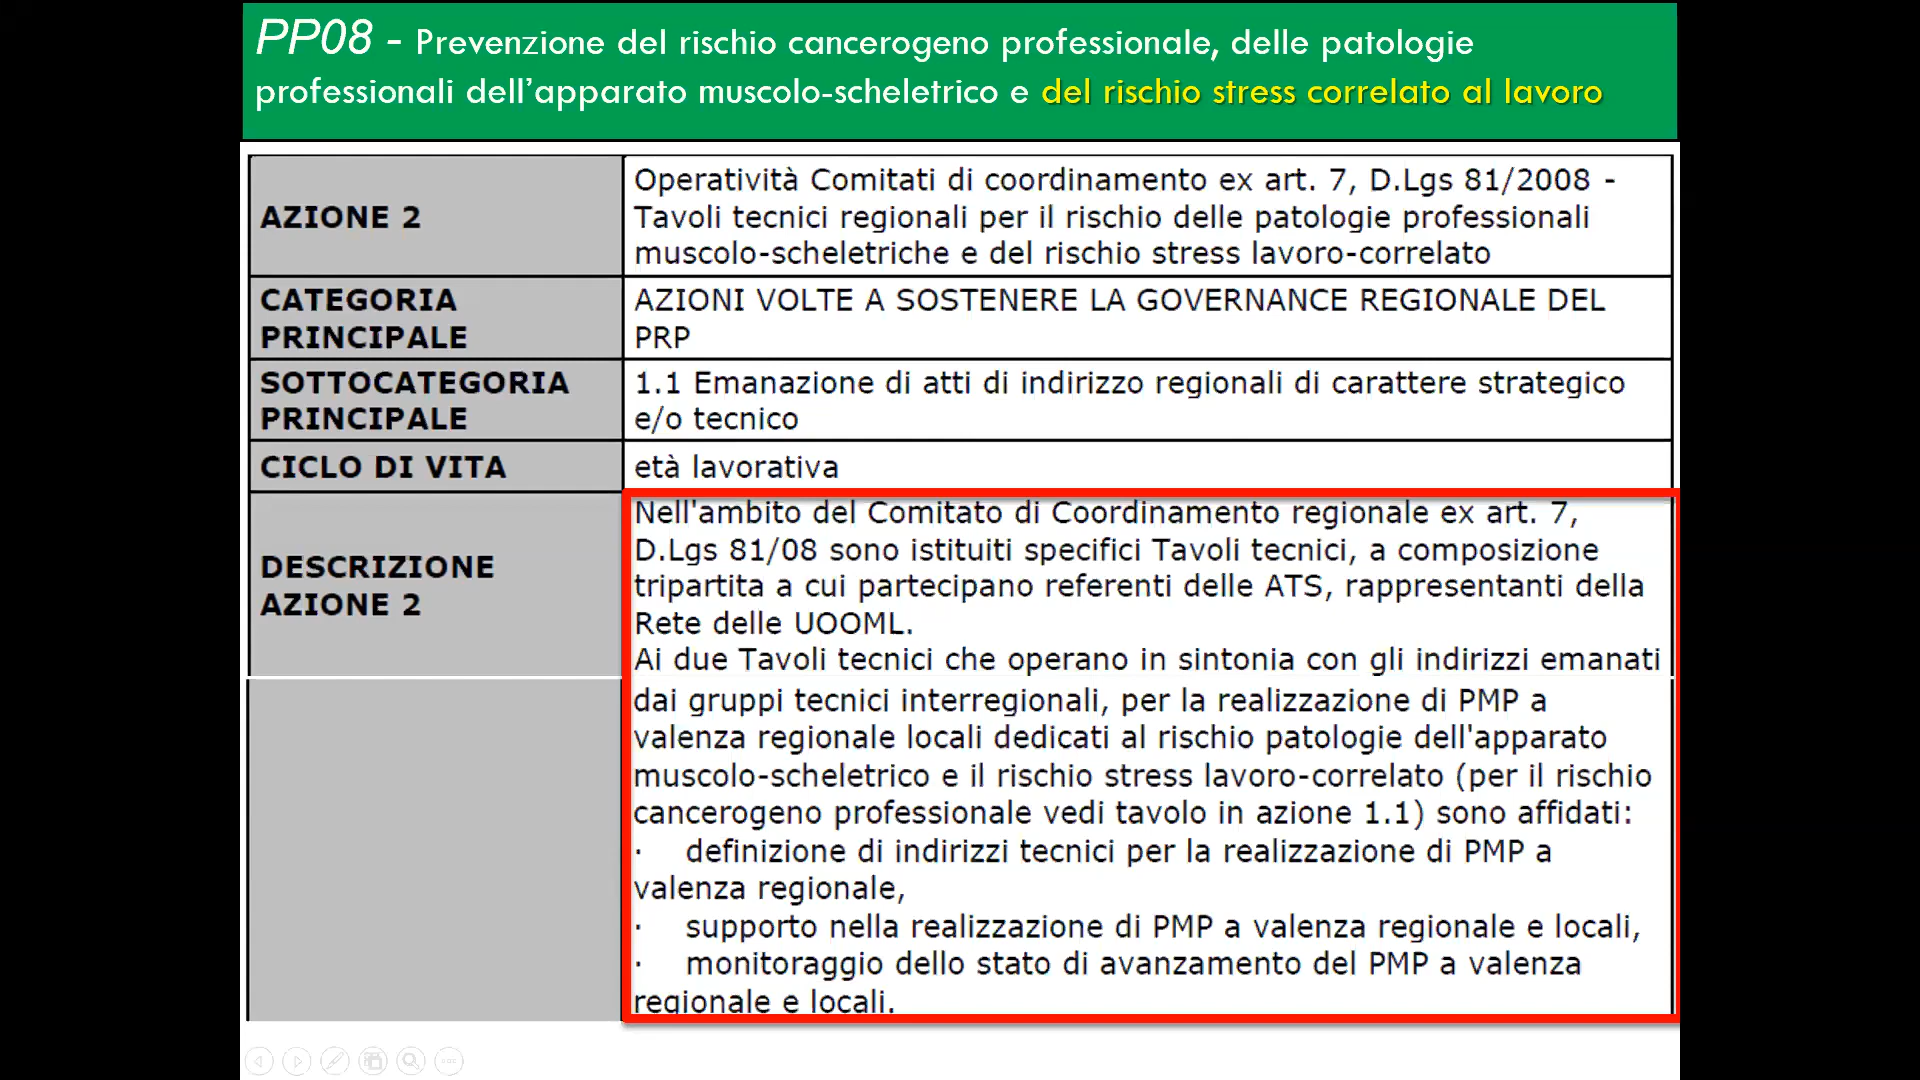 PP08 - Prevenzione del rischio cancerogeno professionale, delle patologie
professionali dell’apparato muscolo-scheletrico e del rischio stress correlato al lavoro
AZIONE 2
Operatività Comitati di coordinamento ex art. 7, D.Lgs 81/2008 -
Tavoli tecnici regionali per il rischio delle patologie professionali
muscolo-scheletriche e del rischio stress lavoro-correlato
CATEGORIA
PRINCIPALE
AZIONI VOLTE A SOSTENERE LA GOVERNANCE REGIONALE DEL
PRP
SOTTOCATEGORIA
PRINCIPALE
1.1 Emanazione di atti di indirizzo regionali di carattere strategico
e/o tecnico
CICLO DI VITA
età lavorativa
DESCRIZIONE
AZIONE 2
Nell'ambito del Comitato di Coordinamento regionale ex art. 7,
D.Lgs 81/08 sono istituiti specifici Tavoli tecnici, a composizione
tripartita a cui partecipano referenti delle ATS, rappresentanti della
Rete delle UOOML.
Ai due Tavoli tecnici che operano in sintonia con gli indirizzi emanati
dai gruppi tecnici interregionali, per la realizzazione di PMP a
valenza regionale locali dedicati al rischio patologie dell'apparato
muscolo-scheletrico e il rischio stress lavoro-correlato (per il rischio
cancerogeno professionale vedi tavolo in azione 1.1) sono affidati:
· definizione di indirizzi tecnici per la realizzazione di PMP a
valenza regionale,
· supporto nella realizzazione di PMP a valenza regionale e locali,
· monitoraggio dello stato di avanzamento del PMP a valenza
regionale e locali.